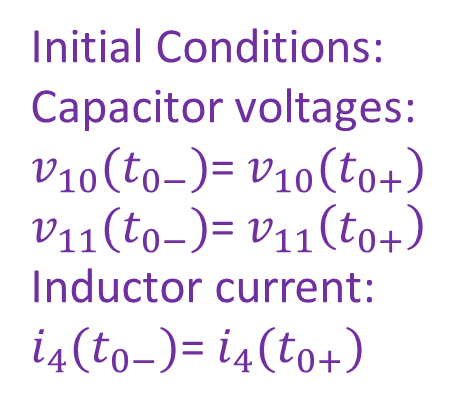 Initial Conditions:
Capacitor voltages:
𝑣₁₀(𝑡₀₋)= 𝑣₁₀(𝑡₀₊)
𝑣₁₁(𝑡₀₋)= 𝑣₁₁(𝑡₀₊)
Inductor current:
𝑖₄(𝑡₀₋)= 𝑖₄(𝑡₀₊)